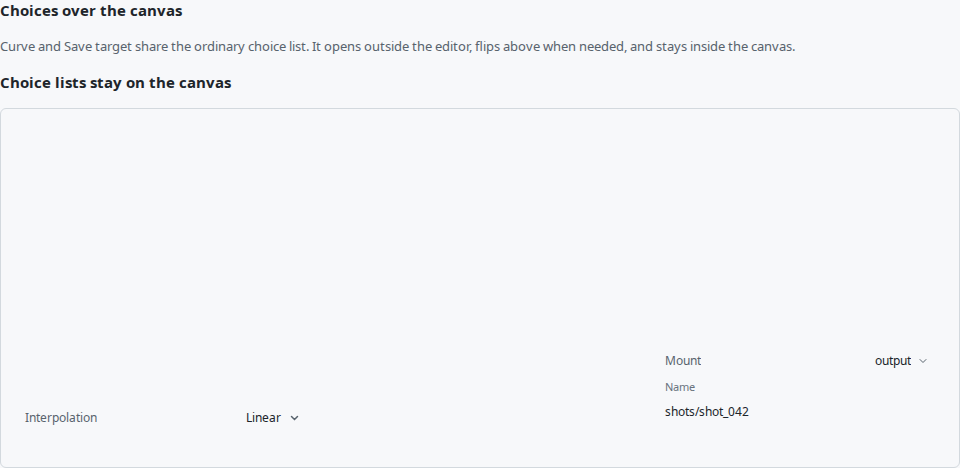 Choices over the canvas
Curve and Save target share the ordinary choice list. It opens outside the editor, flips above when needed, and stays inside the canvas.
Choice lists stay on the canvas
Mount output
Name
shots/shot_042
Interpolation Linear